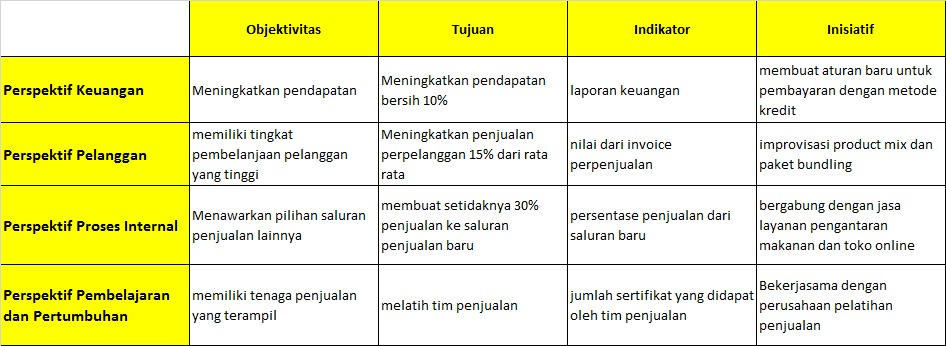 Objektivitas
Tujuan
Indikator
Inisiatif
Perspektif Keuangan
Meningkatkan pendapatan
Meningkatkan pendapatan
bersih 10%
laporan keuangan
membuat aturan baru untuk
pembayaran dengan metode
kredit
Perspektif Pelanggan
memiliki tingkat
pembelanjaan pelanggan
yang tinggi
Meningkatkan penjualan
perpelanggan 15% dari rata
rata
nilai dari invoice
perpenjualan
improvisasi product mix dan
paket bundling
Perspektif Proses Internal
Menawarkan pilihan saluran
penjualan lainnya
membuat setidaknya 30%
penjualan ke saluran
penjualan baru
persentase penjualan dari
saluran baru
bergabung dengan jasa
layanan pengantaran
makanan dan toko online
Perspektif Pembelajaran
dan Pertumbuhan
memiliki tenaga penjualan
yang terampil
melatih tim penjualan
jumlah sertifikat yang didapat
oleh tim penjualan
Bekerjasama dengan
perusahaan pelatihan
penjualan